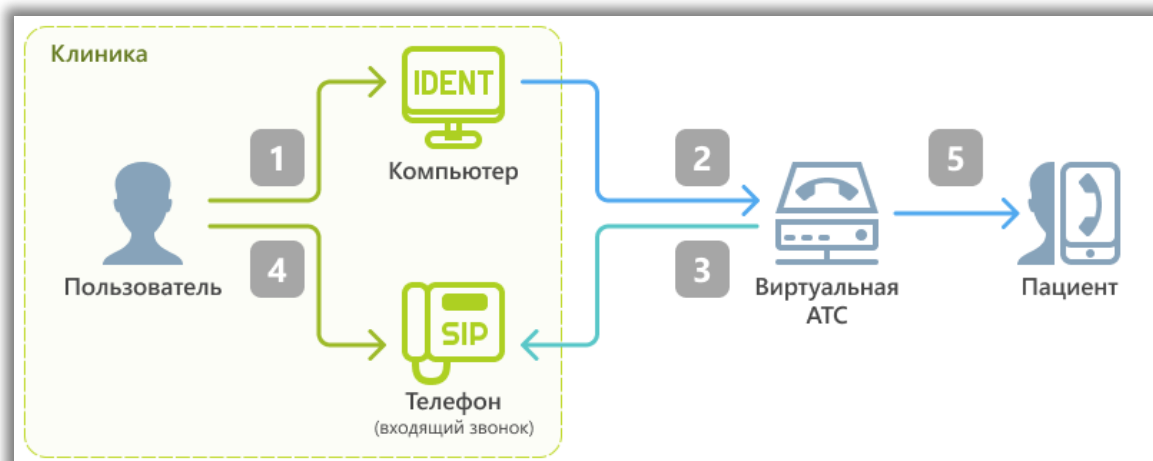 Клиника
IDENT
Компьютер
1
2
5
4
3
Пользователь
SIP
Виртуальная
АТС
Пациент
Телефон
(входящий звонок)